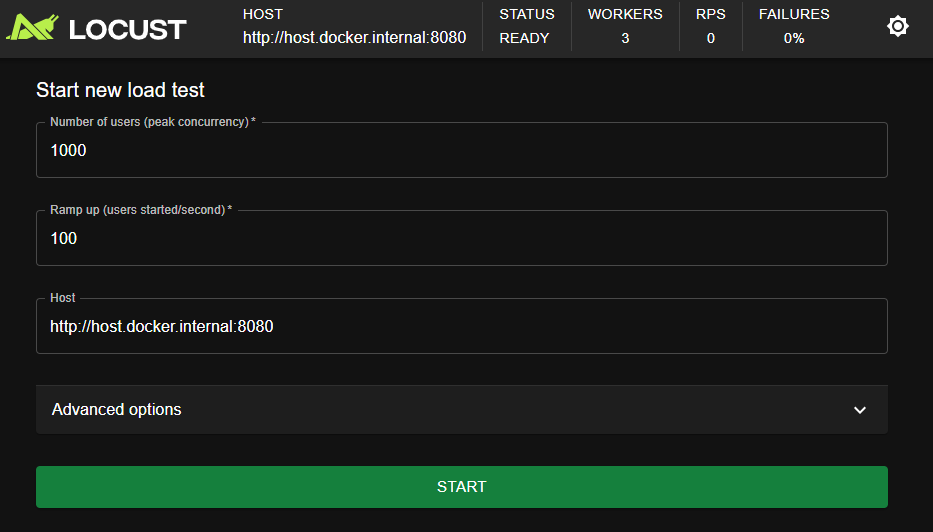 LOCUST
HOST
http://host.docker.internal:8080
STATUS
READY
WORKERS
3
RPS
0
FAILURES
0%
Start new load test
Number of users (peak concurrency) *
1000
Ramp up (users started/second) *
100
Host
http://host.docker.internal:8080
Advanced options
START